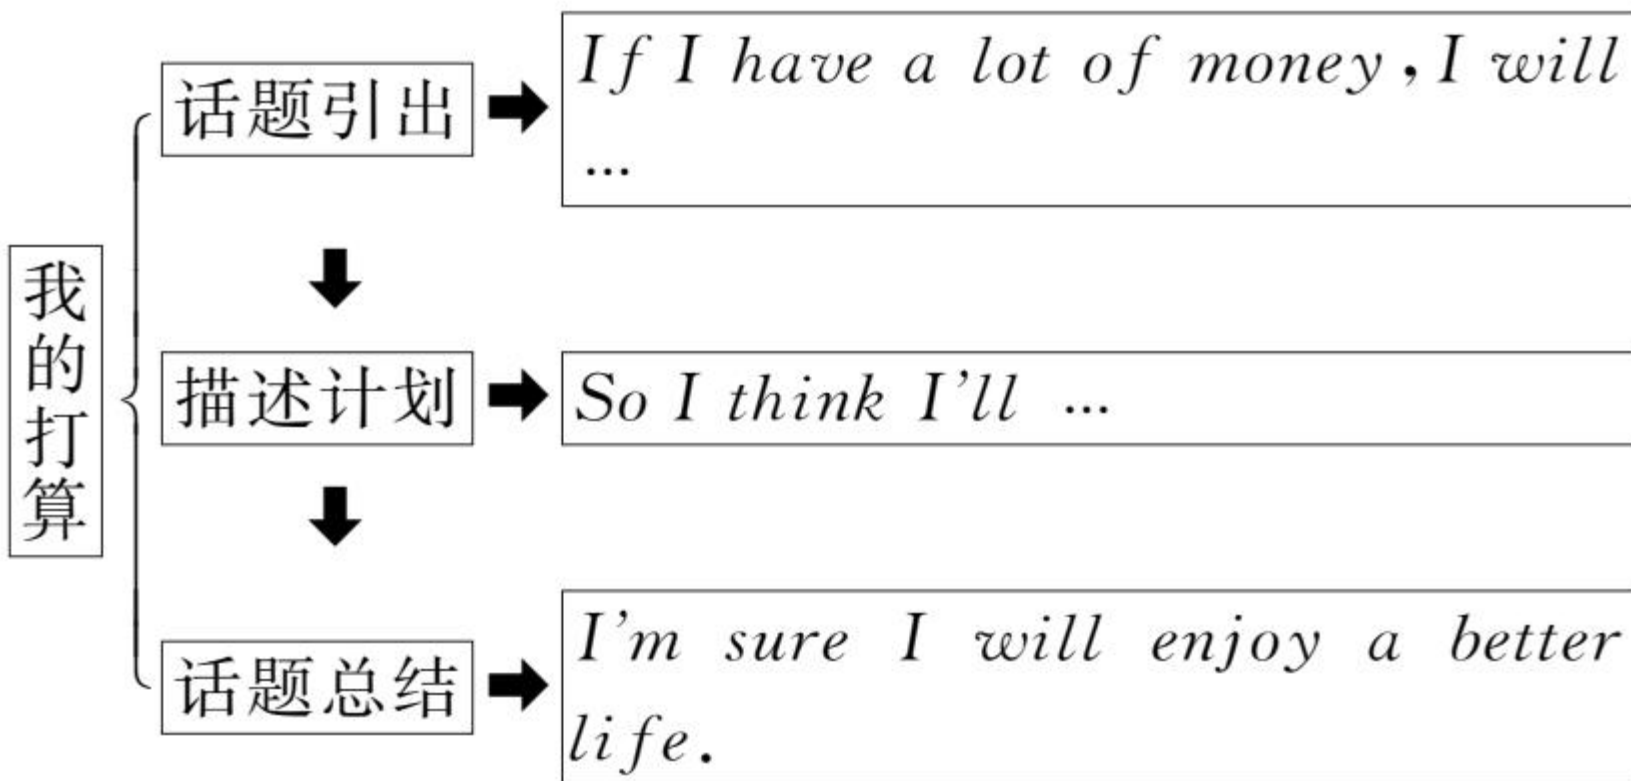 我的打算
话题引出
If I have a lot of money,I will
...
描述计划
So I think I'll ...
话题总结
I'm sure I will enjoy a better
life.